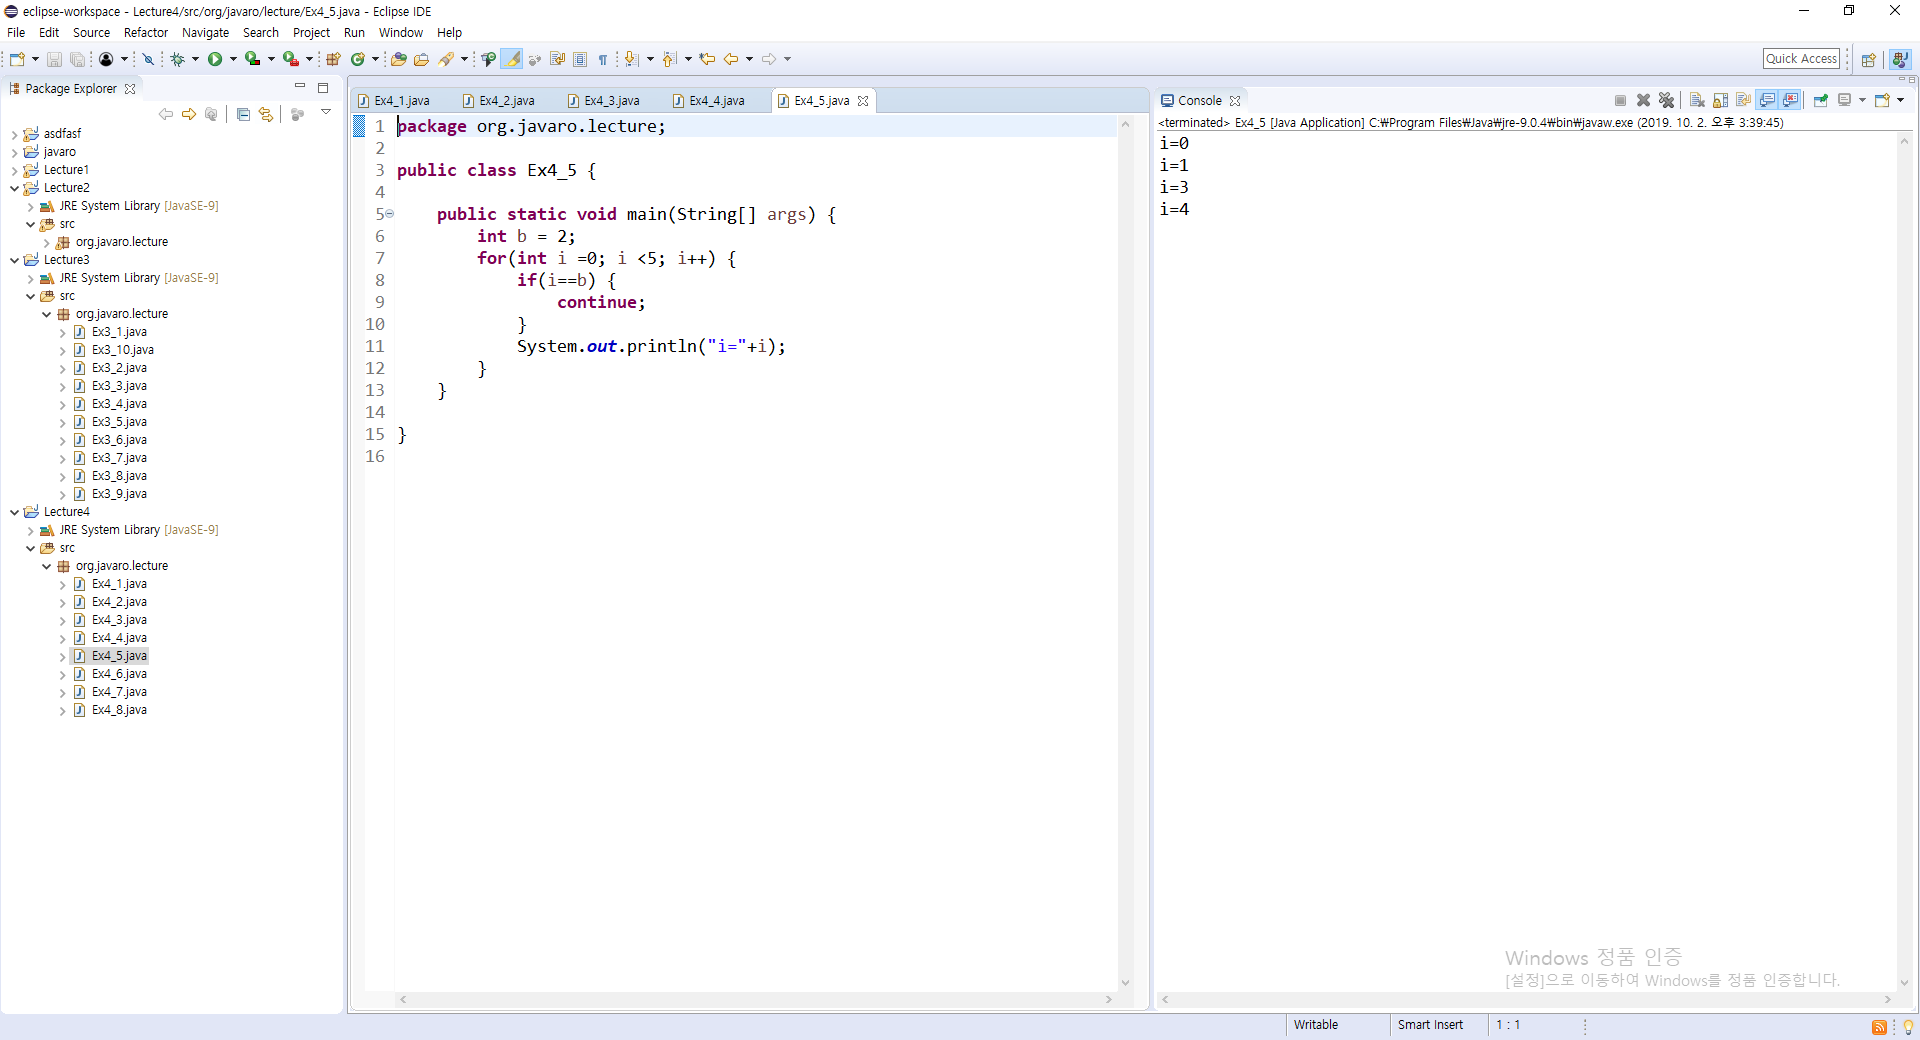 eclipse-workspace - Lecture4/src/org/javaro/lecture/Ex4_5.java - Eclipse IDE
File Edit Source Refactor Navigate Search Project Run Window Help
Quick Access
Package Explorer
asdfasf
javaro
Lecture1
Lecture2
JRE System Library [JavaSE-9]
src
org.javaro.lecture
Lecture3
JRE System Library [JavaSE-9]
src
org.javaro.lecture
Ex3_1.java
Ex3_10.java
Ex3_2.java
Ex3_3.java
Ex3_4.java
Ex3_5.java
Ex3_6.java
Ex3_7.java
Ex3_8.java
Ex3_9.java
Lecture4
JRE System Library [JavaSE-9]
src
org.javaro.lecture
Ex4_1.java
Ex4_2.java
Ex4_3.java
Ex4_4.java
Ex4_5.java
Ex4_6.java
Ex4_7.java
Ex4_8.java
Ex4_1.java Ex4_2.java Ex4_3.java Ex4_4.java Ex4_5.java
1 package org.javaro.lecture;
2
3 public class Ex4_5 {
4
5 public static void main(String[] args) {
6 int b = 2;
7 for(int i =0; i <5; i++) {
8 if(i==b) {
9 continue;
10 }
11 System.out.println("i="+i);
12 }
13 }
14
15 }
16
Console
<terminated> Ex4_5 [Java Application] C:₩Program Files₩Java₩jre-9.0.4₩bin₩javaw.exe (2019. 10. 2. 오후 3:39:45)
i=0
i=1
i=3
i=4
Windows 정품 인증
[설정]으로 이동하여 Windows를 정품 인증합니다.
Writable Smart Insert 1 : 1